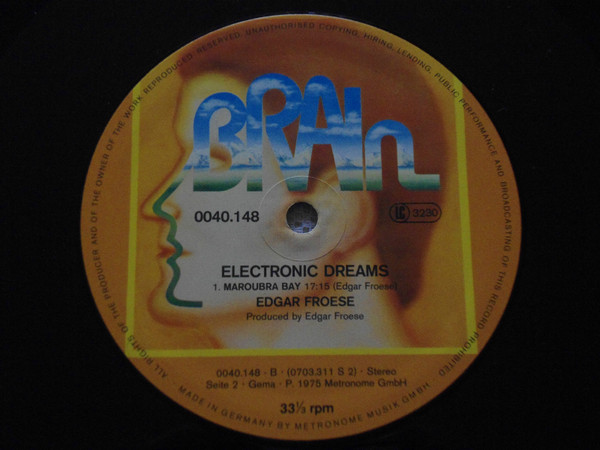 ALL RIGHTS OF THE PRODUCER AND OF THE OWNER OF THE WORK REPRODUCED, RESERVED, UNAUTHORISED COPYING, HIRING, LENDING, PUBLIC PERFORMANCE AND BROADCASTING OF THIS RECORD PROHIBITED
BRAIn
0040.148
LC 3230
ELECTRONIC DREAMS
1. MAROUBRA BAY 17:15 (Edgar Froese)
EDGAR FROESE
Produced by Edgar Froese
0040.148 - B · (0703.311 S 2) · Stereo
Seite 2 · Gema · P. 1975 Metronome GmbH
33⅓ rpm
MADE IN GERMANY BY METRONOME MUSIK GMBH